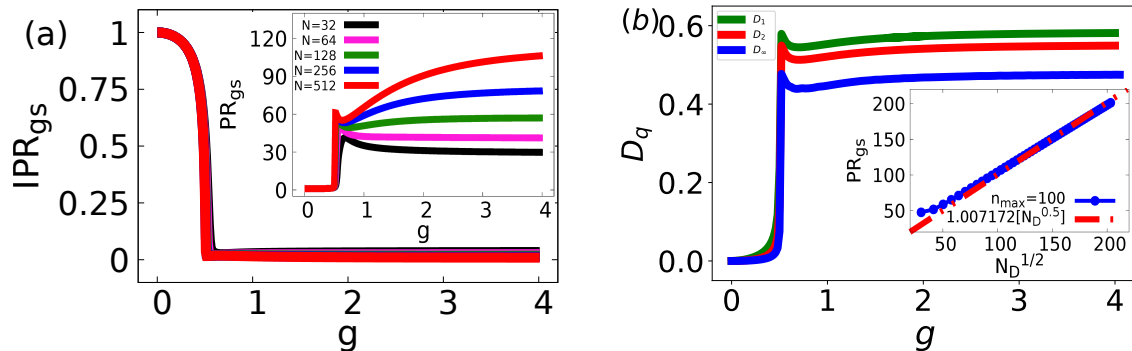 (a)
IPR_gs
1
0.75
0.5
0.25
0
0
1
2
3
4
g
N=32
N=64
N=128
N=256
N=512
PR_gs
120
90
60
30
0
0
1
2
3
4
g
(b)
D_q
0.6
0.4
0.2
0.0
0
1
2
3
4
g
D_1
D_2
D_∞
PR_gs
200
150
100
50
n_max=100
1.007172[N_D^0.5]
50
100
150
200
N_D^1/2